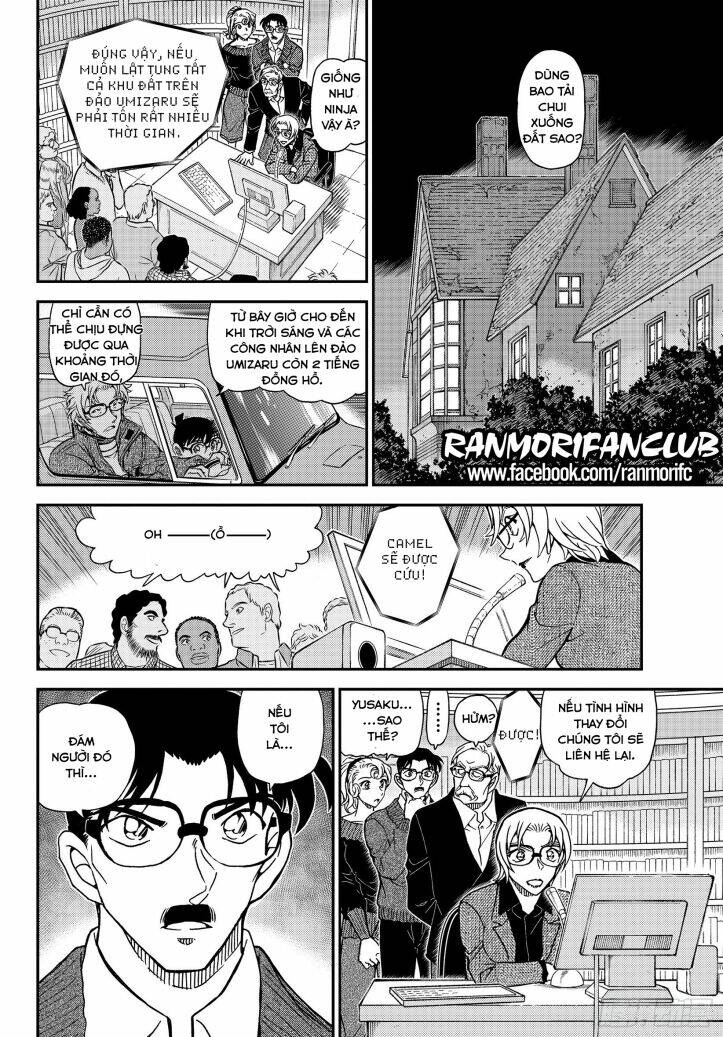 DÙNG
BAO TẢI
CHUI
XUỐNG
ĐẤT SAO?
GIỐNG
NHƯ
NINJA
VẬY À?
ĐÚNG VẬY, NẾU
MUỐN LẬT TUNG TẤT
CẢ KHU ĐẤT TRÊN
ĐẢO UMIZARU SẼ
PHẢI TỐN RẤT NHIỀU
THỜI GIAN.
RANMORIFANCLUB
www.facebook.com/ranmorifc
TỪ BÂY GIỜ CHO ĐẾN
KHI TRỜI SÁNG VÀ CÁC
CÔNG NHÂN LÊN ĐẢO
UMIZARU CÒN 2 TIẾNG
ĐỒNG HỒ.
CHỈ CẦN CÓ
THỂ CHỊU ĐỰNG
ĐƯỢC QUA
KHOẢNG THỜI
GIAN ĐÓ,
CAMEL
SẼ ĐƯỢC
CỨU!
OH ———(Ồ———)
NẾU TÌNH HÌNH
THAY ĐỔI
CHÚNG TÔI SẼ
LIÊN HỆ LẠI.
ĐƯỢC!
HỬM?
......
YUSAKU...
...SAO
THẾ?
NẾU
TÔI
LÀ...
ĐÁM
NGƯỜI ĐÓ
THÌ...